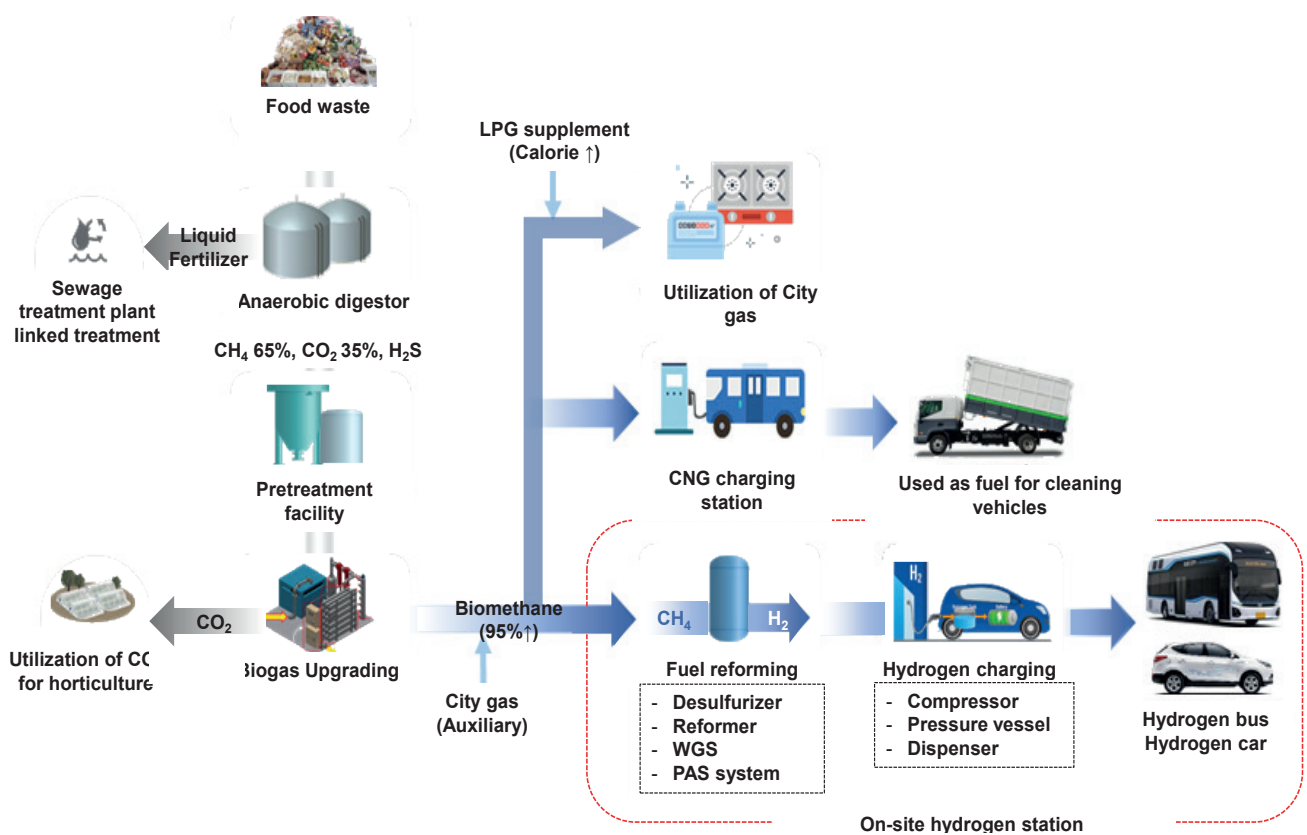 Food waste
LPG supplement
(Calorie ↑)
Liquid
Fertilizer
Sewage
treatment plant
linked treatment
Anaerobic digestor
Utilization of City
gas
CH₄ 65%, CO₂ 35%, H₂S
Pretreatment
facility
CNG charging
station
Used as fuel for cleaning
vehicles
CO₂
Utilization of CC
for horticulture
Biogas Upgrading
Biomethane
(95%↑)
City gas
(Auxiliary)
CH₄
H₂
Fuel reforming
- Desulfurizer
- Reformer
- WGS
- PAS system
H₂
Hydrogen charging
- Compressor
- Pressure vessel
- Dispenser
Hydrogen bus
Hydrogen car
On-site hydrogen station